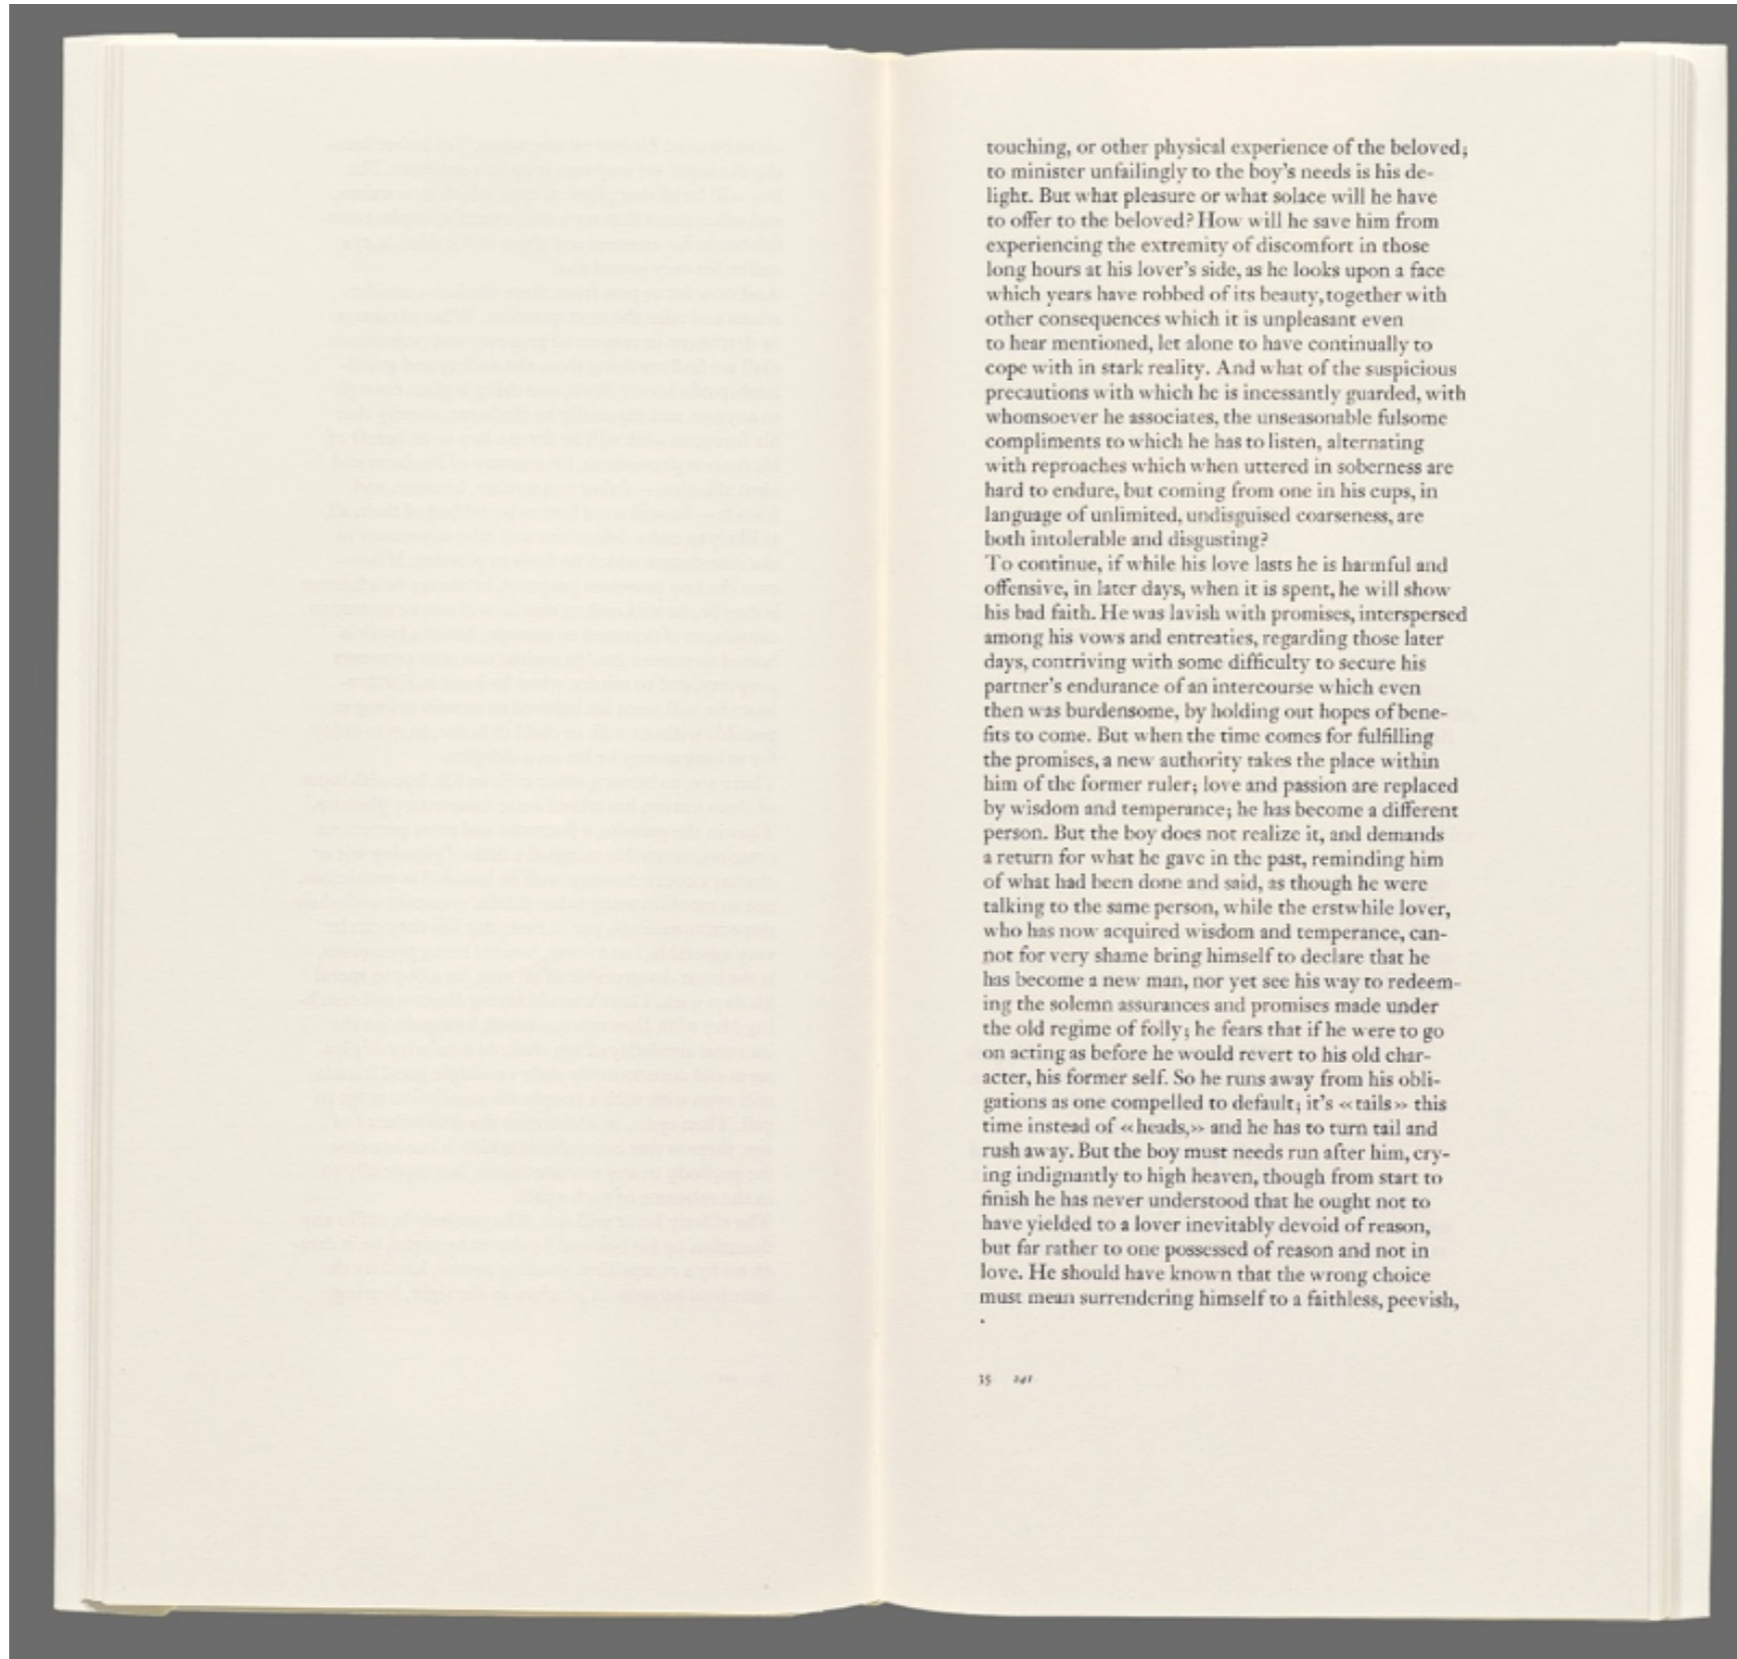 touching, or other physical experience of the beloved;
to minister unfailingly to the boy's needs is his de-
light. But what pleasure or what solace will he have
to offer to the beloved? How will he save him from
experiencing the extremity of discomfort in those
long hours at his lover's side, as he looks upon a face
which years have robbed of its beauty, together with
other consequences which it is unpleasant even
to hear mentioned, let alone to have continually to
cope with in stark reality. And what of the suspicious
precautions with which he is incessantly guarded, with
whomsoever he associates, the unseasonable fulsome
compliments to which he has to listen, alternating
with reproaches which when uttered in soberness are
hard to endure, but coming from one in his cups, in
language of unlimited, undisguised coarseness, are
both intolerable and disgusting?
To continue, if while his love lasts he is harmful and
offensive, in later days, when it is spent, he will show
his bad faith. He was lavish with promises, interspersed
among his vows and entreaties, regarding those later
days, contriving with some difficulty to secure his
partner's endurance of an intercourse which even
then was burdensome, by holding out hopes of bene-
fits to come. But when the time comes for fulfilling
the promises, a new authority takes the place within
him of the former ruler; love and passion are replaced
by wisdom and temperance; he has become a different
person. But the boy does not realize it, and demands
a return for what he gave in the past, reminding him
of what had been done and said, as though he were
talking to the same person, while the erstwhile lover,
who has now acquired wisdom and temperance, can-
not for very shame bring himself to declare that he
has become a new man, nor yet see his way to redeem-
ing the solemn assurances and promises made under
the old regime of folly; he fears that if he were to go
on acting as before he would revert to his old char-
acter, his former self. So he runs away from his obli-
gations as one compelled to default; it's «tails» this
time instead of «heads,» and he has to turn tail and
rush away. But the boy must needs run after him, cry-
ing indignantly to high heaven, though from start to
finish he has never understood that he ought not to
have yielded to a lover inevitably devoid of reason,
but far rather to one possessed of reason and not in
love. He should have known that the wrong choice
must mean surrendering himself to a faithless, peevish,
.
35 241